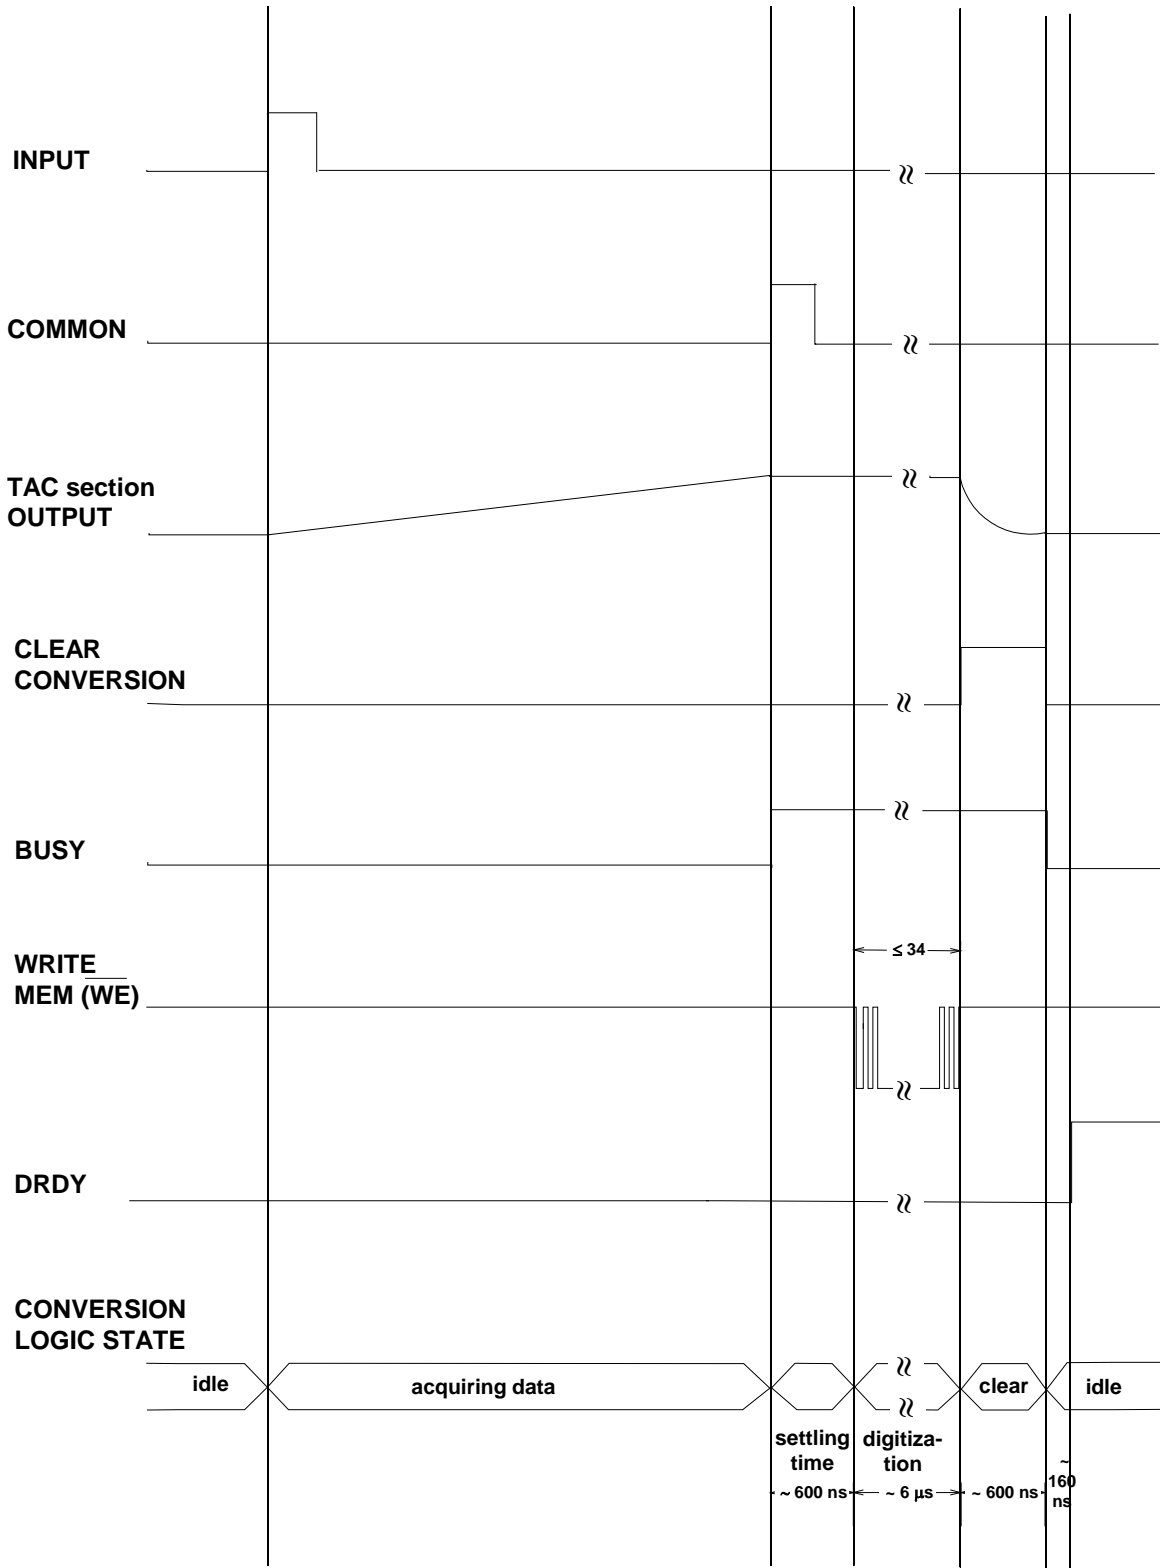 INPUT
COMMON
TAC section
OUTPUT
CLEAR
CONVERSION
BUSY
≤ 34
WRITE
MEM (W̅E̅)
DRDY
CONVERSION
LOGIC STATE
idle
acquiring data
clear
idle
settling
time
digitiza-
tion
~ 600 ns
~ 6 µs
~ 600 ns
~
160
ns